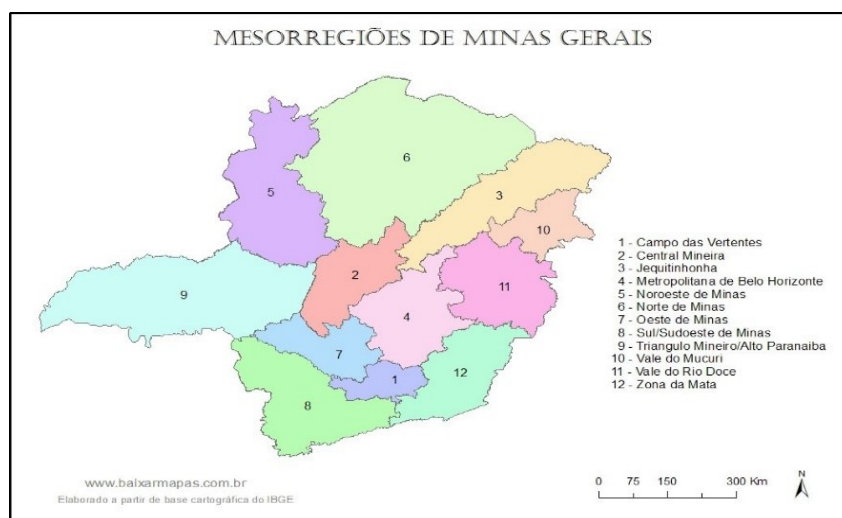 MESORREGIÕES DE MINAS GERAIS
6
5
3
10
2
9
11
4
7
1
12
8
1 - Campo das Vertentes
2 - Central Mineira
3 - Jequitinhonha
4 - Metropolitana de Belo Horizonte
5 - Noroeste de Minas
6 - Norte de Minas
7 - Oeste de Minas
8 - Sul/Sudoeste de Minas
9 - Triangulo Mineiro/Alto Paranaiba
10 - Vale do Mucuri
11 - Vale do Rio Doce
12 - Zona da Mata
www.baixarmapas.com.br
Elaborado a partir de base cartográfica do IBGE
0 75 150 300 Km
N